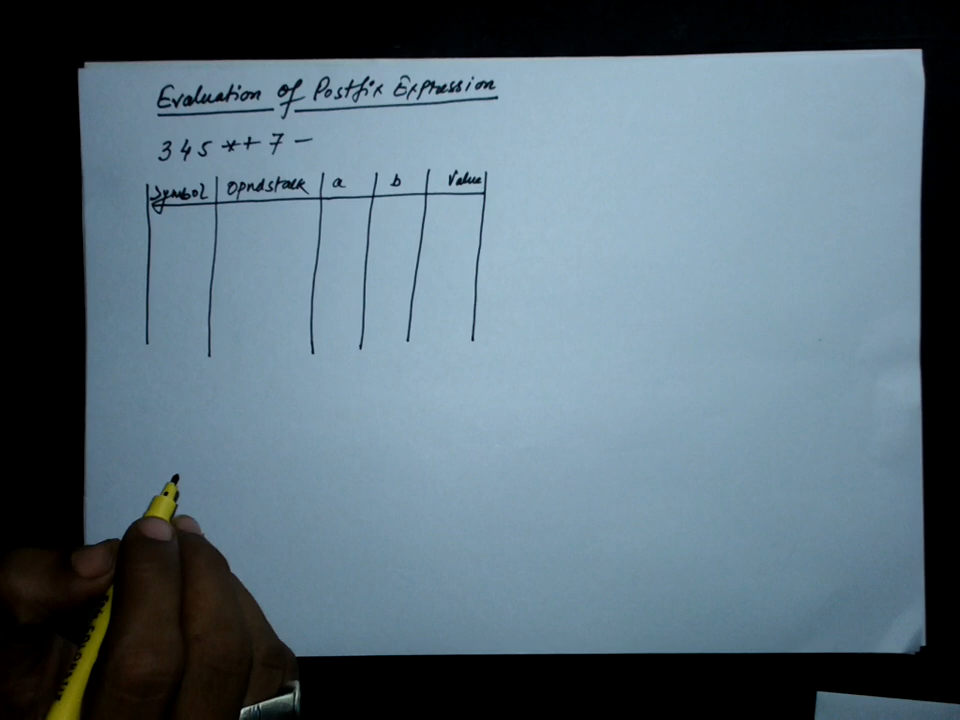 Evaluation of Postfix Expression
3 4 5 * + 7 -
Symbol opndstack a b Value